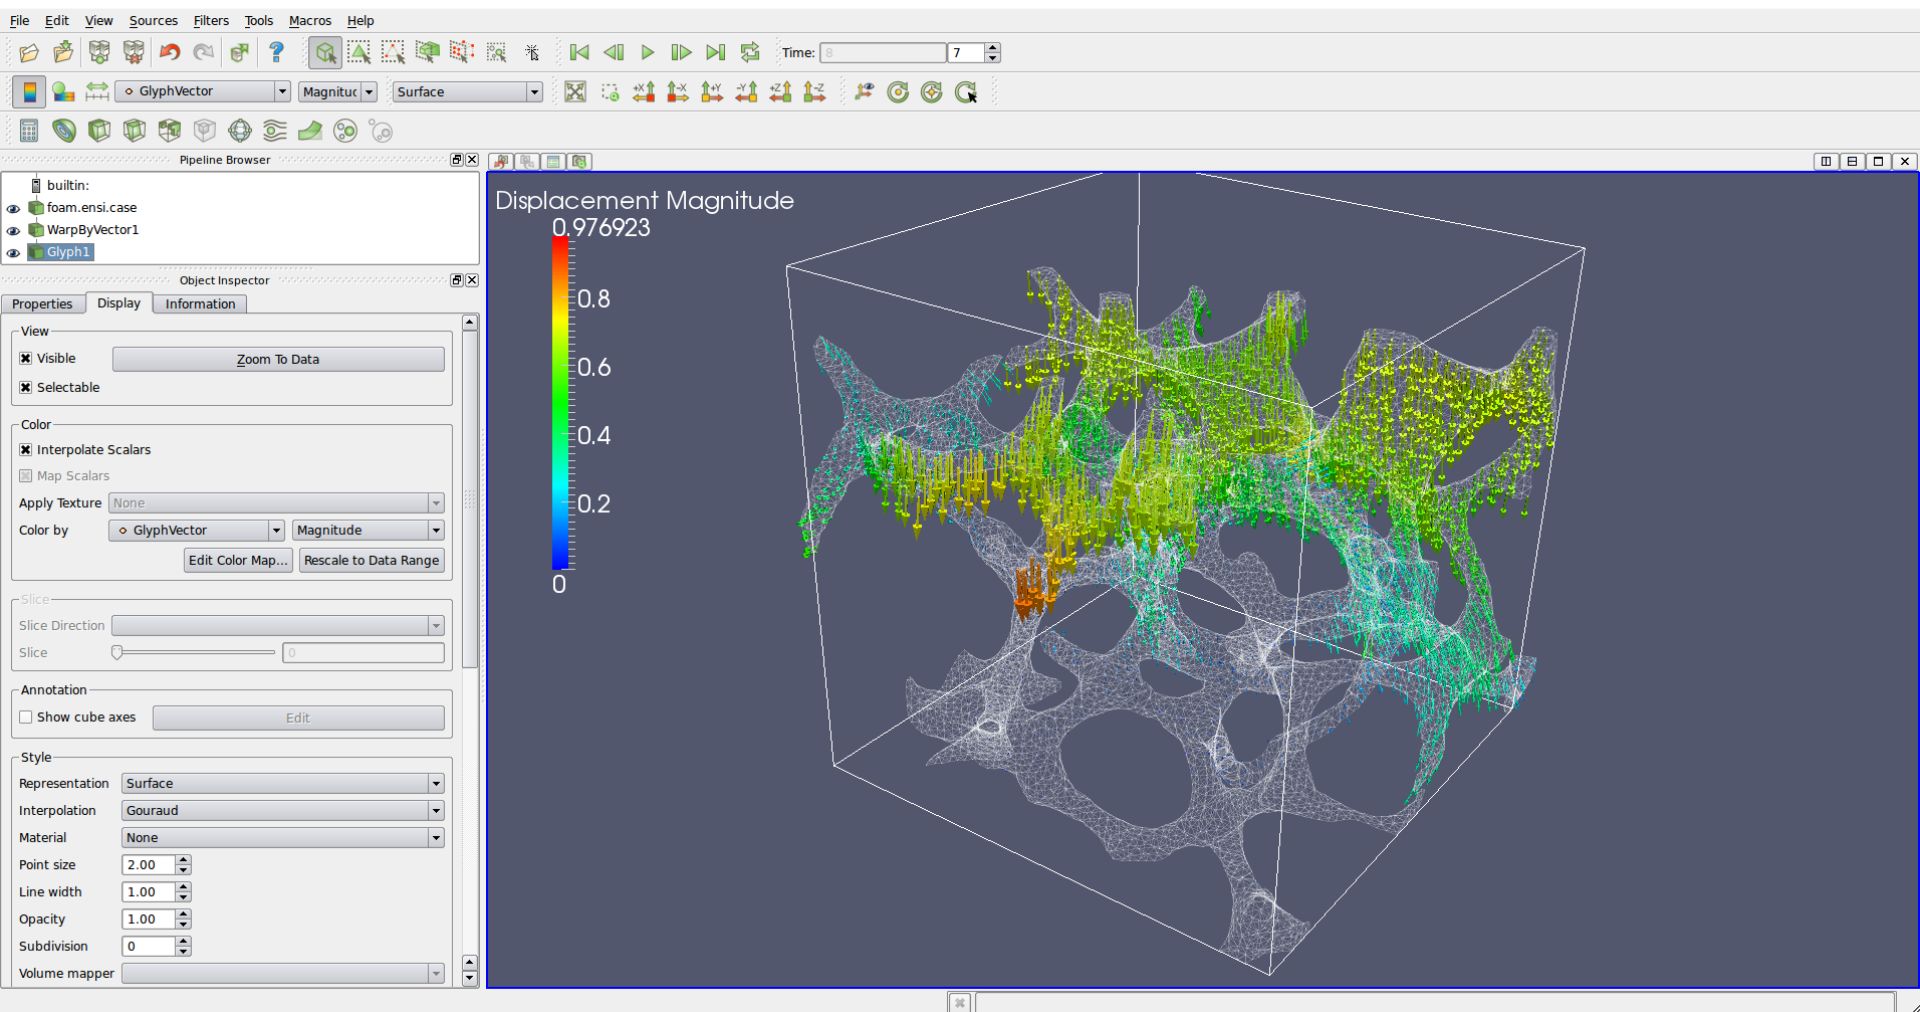 File Edit View Sources Filters Tools Macros Help
Time: 8 7
GlyphVector Magnituc Surface +X -X +Y -Y +Z -Z
Pipeline Browser
builtin:
foam.ensi.case
WarpByVector1
Glyph1
Object Inspector
Properties Display Information
View
Visible Zoom To Data
Selectable
Color
Interpolate Scalars
Map Scalars
Apply Texture None
Color by GlyphVector Magnitude
Edit Color Map... Rescale to Data Range
Slice
Slice Direction
Slice 0
Annotation
Show cube axes Edit
Style
Representation Surface
Interpolation Gouraud
Material None
Point size 2.00
Line width 1.00
Opacity 1.00
Subdivision 0
Volume mapper
Displacement Magnitude
0.976923
0.8
0.6
0.4
0.2
0